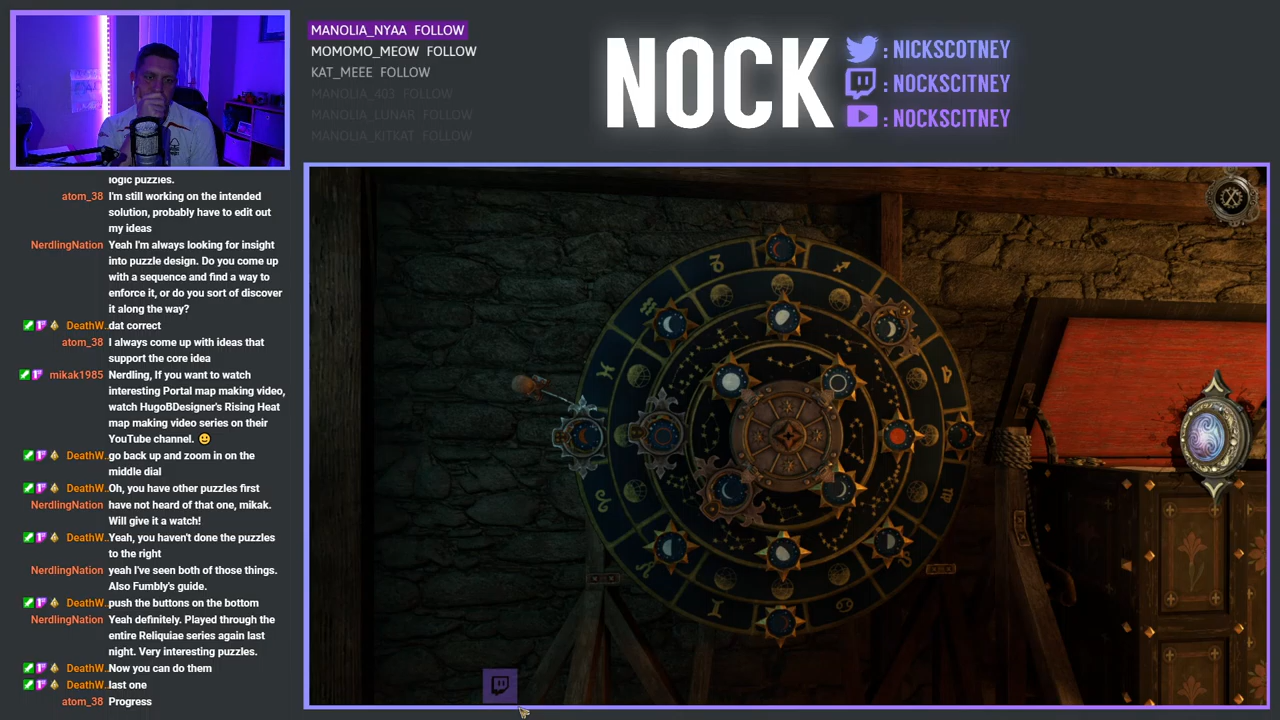 MANOLIA_NYAA FOLLOW
MOMOMO_MEOW FOLLOW
KAT_MEEE FOLLOW
MANOLIA_403 FOLLOW
MANOLIA_LUNAR FOLLOW
MANOLIA_KITKAT FOLLOW
NOCK
: NICKSCOTNEY
: NOCKSCITNEY
: NOCKSCITNEY
logic puzzles.
atom_38 I'm still working on the intended
solution, probably have to edit out
my ideas
NerdlingNation Yeah I'm always looking for insight
into puzzle design. Do you come up
with a sequence and find a way to
enforce it, or do you sort of discover
it along the way?
DeathW.. dat correct
atom_38 I always come up with ideas that
support the core idea
mikak1985 Nerdling, If you want to watch
interesting Portal map making video,
watch HugoBDesigner's Rising Heat
map making video series on their
YouTube channel. 😃
DeathW.. go back up and zoom in on the
middle dial
DeathW.. Oh, you have other puzzles first
NerdlingNation have not heard of that one, mikak.
Will give it a watch!
DeathW.. Yeah, you haven't done the puzzles
to the right
NerdlingNation yeah I've seen both of those things.
Also Fumbly's guide.
DeathW.. push the buttons on the bottom
NerdlingNation Yeah definitely. Played through the
entire Reliquiae series again last
night. Very interesting puzzles.
DeathW.. Now you can do them
DeathW.. last one
atom_38 Progress